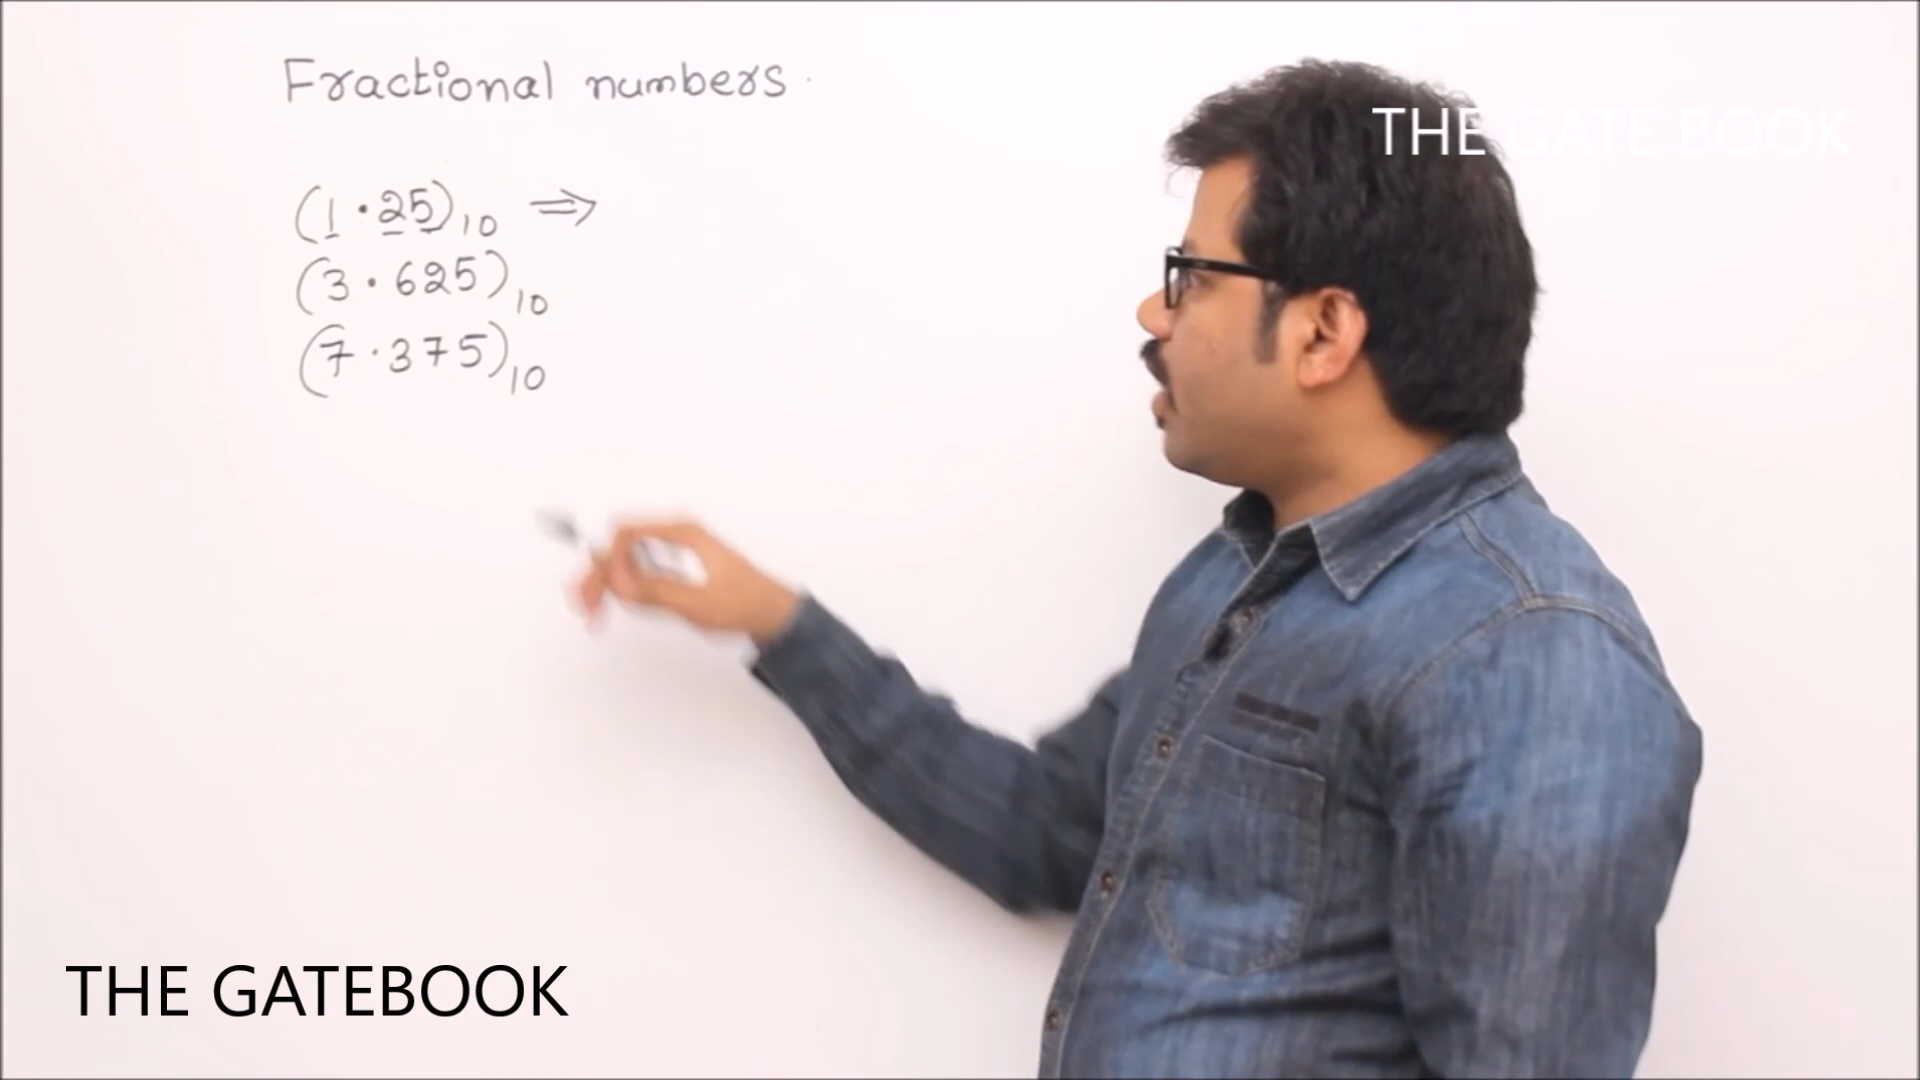 Fractional numbers
THE GATE BOOK
(1.25)10 ⇒
(3.625)10
(7.375)10
THE GATEBOOK